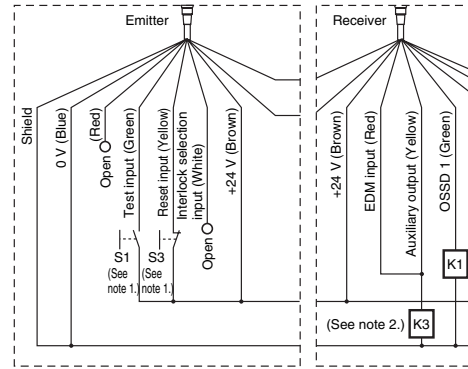 Emitter
Receiver
Shield
0 V (Blue)
(Red)
Open
Test input (Green)
Reset input (Yellow)
Interlock selection
input (White)
Open
+24 V (Brown)
S1
(See
note 1.)
S3
(See
note 1.)
+24 V (Brown)
EDM input (Red)
Auxiliary output (Yellow)
OSSD 1 (Green)
K1
(See note 2.)
K3